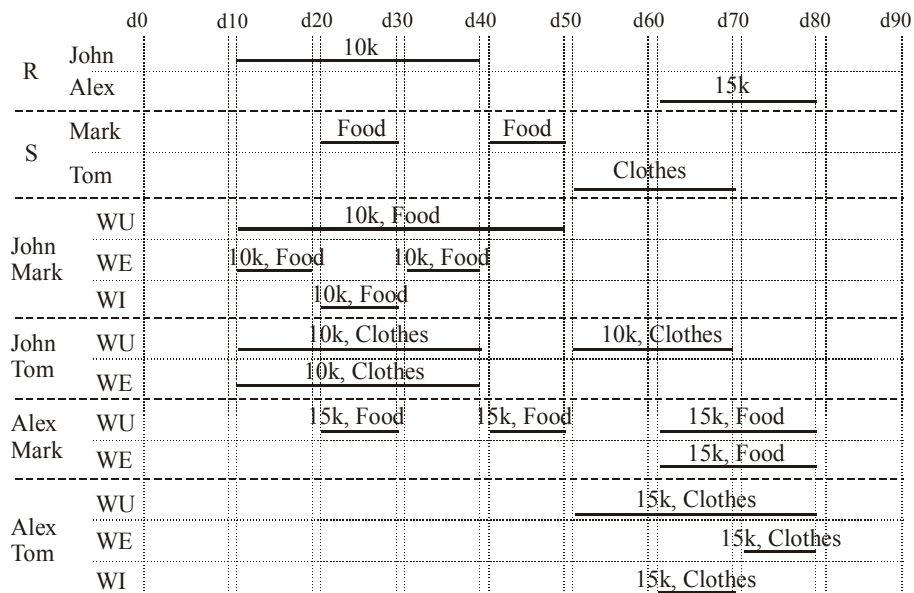 d0 d10 d20 d30 d40 d50 d60 d70 d80 d90
R
John 10k
Alex 15k
S
Mark Food Food
Tom Clothes
John
Mark
WU 10k, Food
WE 10k, Food 10k, Food
WI 10k, Food
John
Tom
WU 10k, Clothes 10k, Clothes
WE 10k, Clothes
Alex
Mark
WU 15k, Food 15k, Food 15k, Food
WE 15k, Food
Alex
Tom
WU 15k, Clothes
WE 15k, Clothes
WI 15k, Clothes